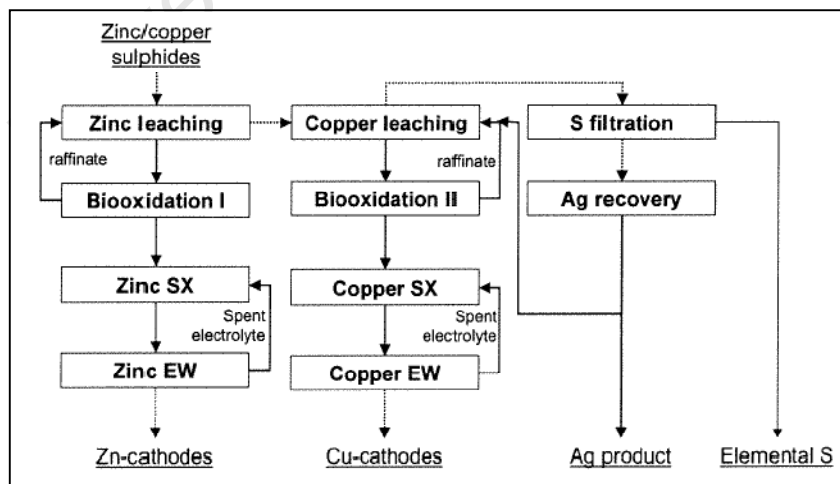 Zinc/copper
sulphides
Zinc leaching
Copper leaching
S filtration
raffinate
raffinate
Biooxidation I
Biooxidation II
Ag recovery
Zinc SX
Copper SX
Spent
electrolyte
Spent
electrolyte
Zinc EW
Copper EW
Zn-cathodes
Cu-cathodes
Ag product
Elemental S